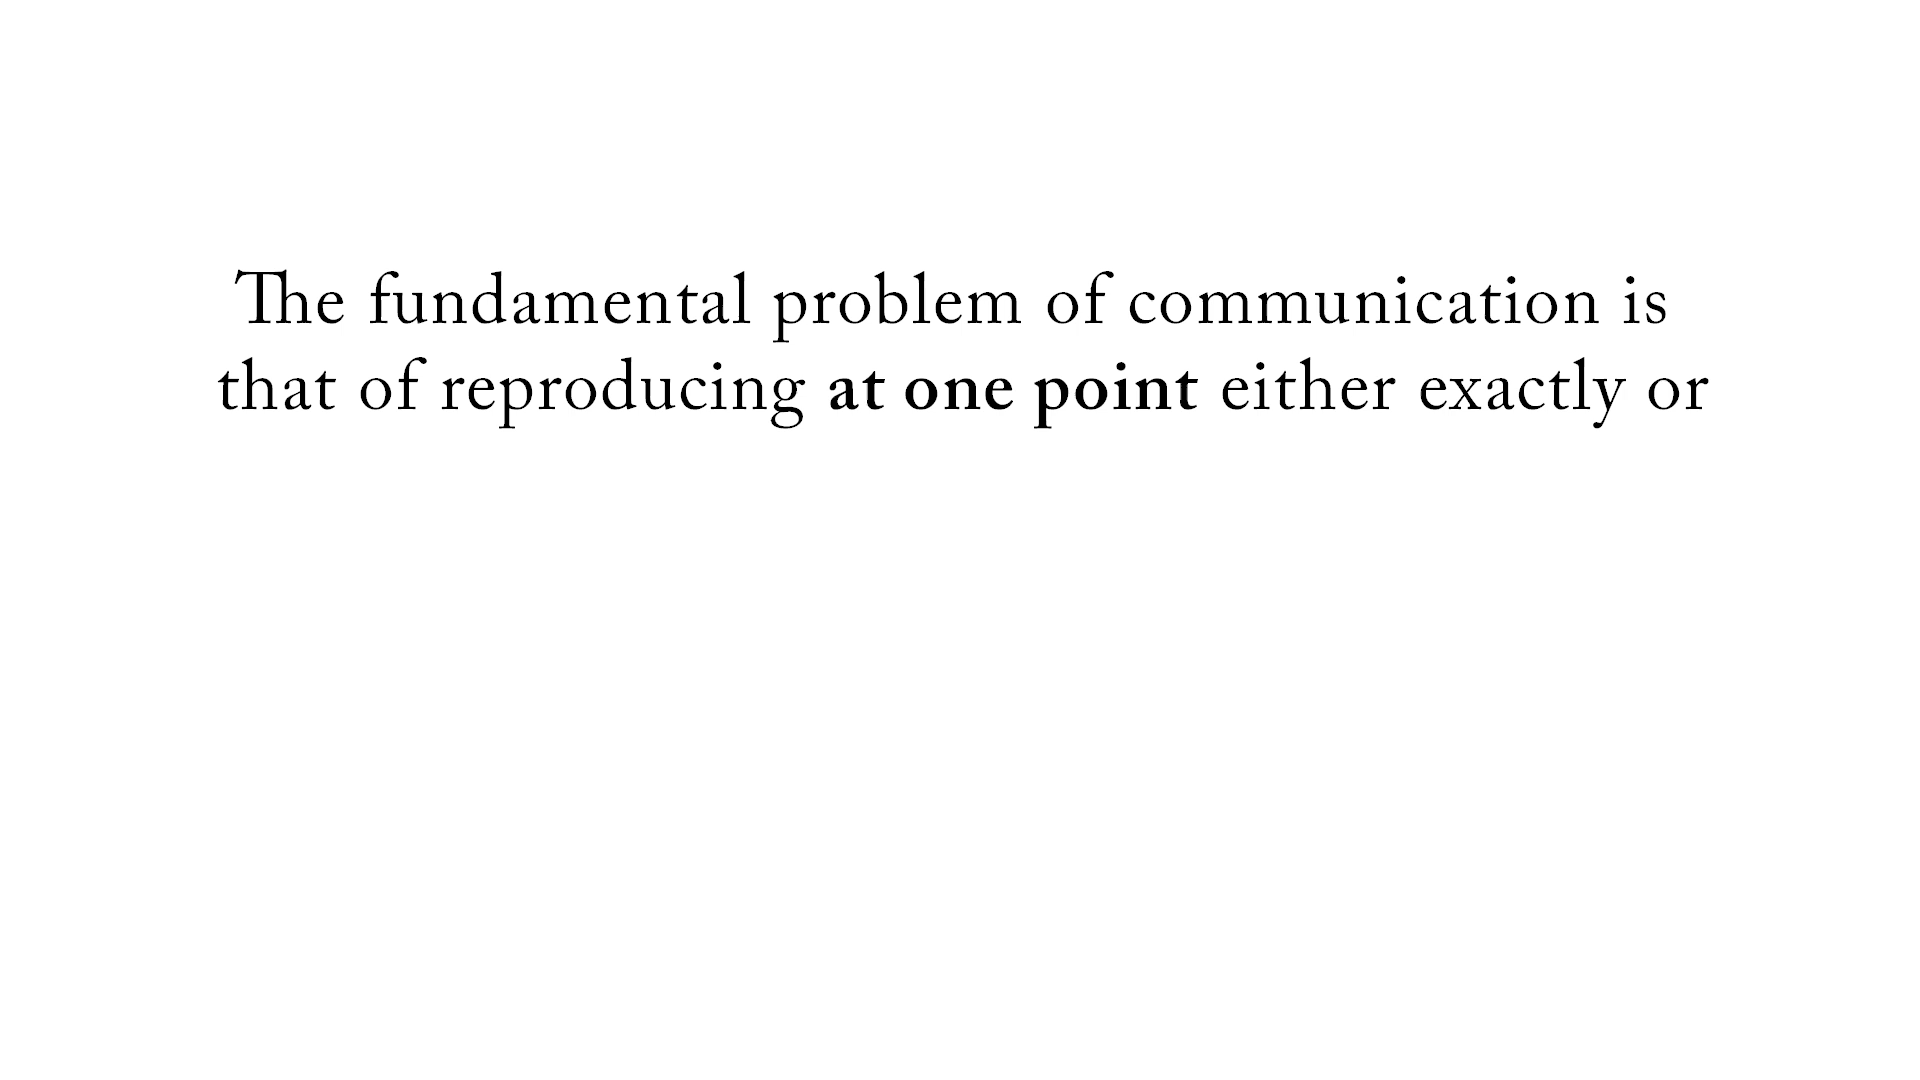 The fundamental problem of communication is
that of reproducing at one point either exactly or